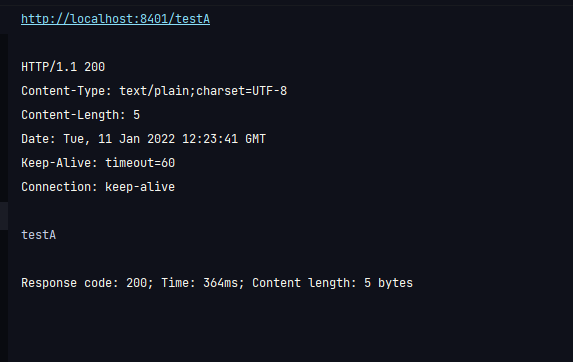 http://localhost:8401/testA
HTTP/1.1 200
Content-Type: text/plain;charset=UTF-8
Content-Length: 5
Date: Tue, 11 Jan 2022 12:23:41 GMT
Keep-Alive: timeout=60
Connection: keep-alive
testA
Response code: 200; Time: 364ms; Content length: 5 bytes